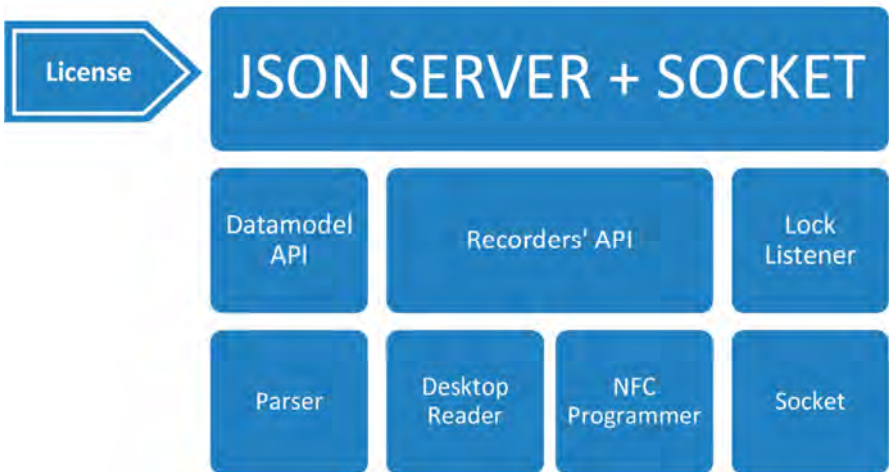 License
JSON SERVER + SOCKET
Datamodel
API
Recorders' API
Lock
Listener
Parser
Desktop
Reader
NFC
Programmer
Socket